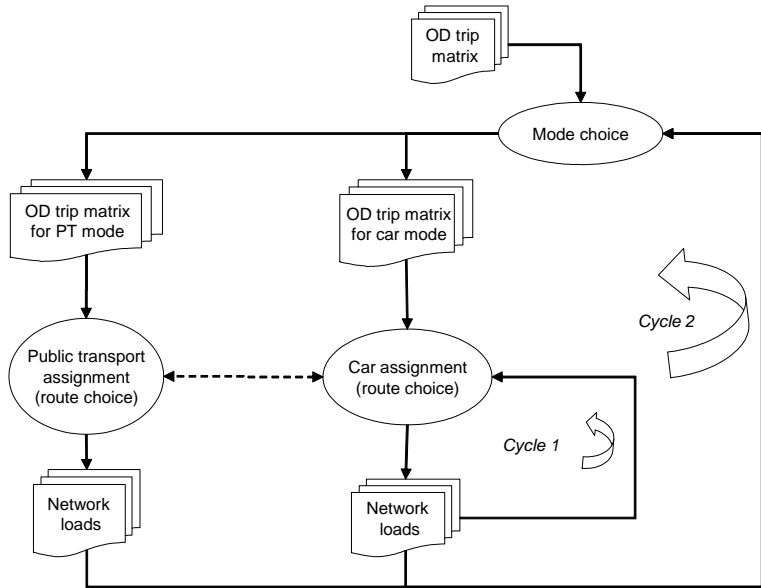 OD trip
matrix
Mode choice
OD trip matrix
for PT mode
OD trip matrix
for car mode
Cycle 2
Public transport
assignment
(route choice)
Car assignment
(route choice)
Cycle 1
Network
loads
Network
loads